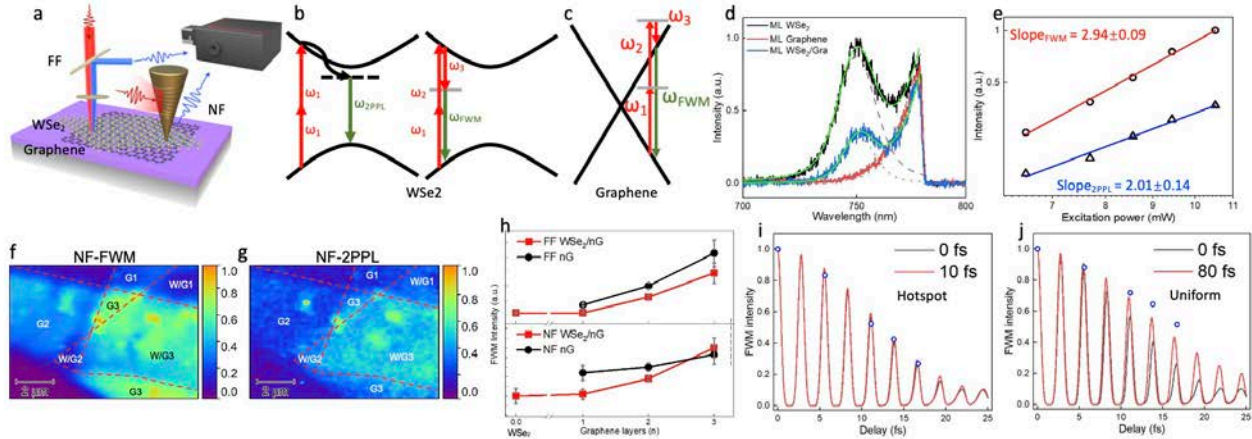 a
FF
NF
WSe₂
Graphene
b
ω₁
ω₁
ω₂PPL
ω₃
ω₂
ω₁
ωFWM
WSe2
c
ω₃
ω₂
ω₁
ωFWM
Graphene
d
ML WSe₂
ML Graphene
ML WSe₂/Gra
Intensity (a.u.)
1.0
0.5
0.0
700
750
800
Wavelength (nm)
e
SlopeFWM = 2.94±0.09
Slope2PPL = 2.01±0.14
Intensity (a.u.)
1
0.5
7
8
9
10
11
Excitation power (mW)
f
NF-FWM
G1
W/G1
G3
G2
W/G2
W/G3
G3
2 μm
1.0
0.8
0.6
0.4
0.2
0.0
g
NF-2PPL
G1
W/G1
G3
G2
W/G2
W/G3
G3
2 μm
1.0
0.8
0.6
0.4
0.2
0.0
h
FF WSe₂/nG
FF nG
NF WSe₂/nG
NF nG
FWM Intensity (a.u.)
0.0
1
2
3
WSe₂
Graphene layers (n)
i
0 fs
10 fs
Hotspot
FWM intensity
1.0
0.8
0.6
0.4
0.2
0.0
0
5
10
15
20
25
Delay (fs)
j
0 fs
80 fs
Uniform
FWM intensity
1.0
0.8
0.6
0.4
0.2
0.0
0
5
10
15
20
25
Delay (fs)